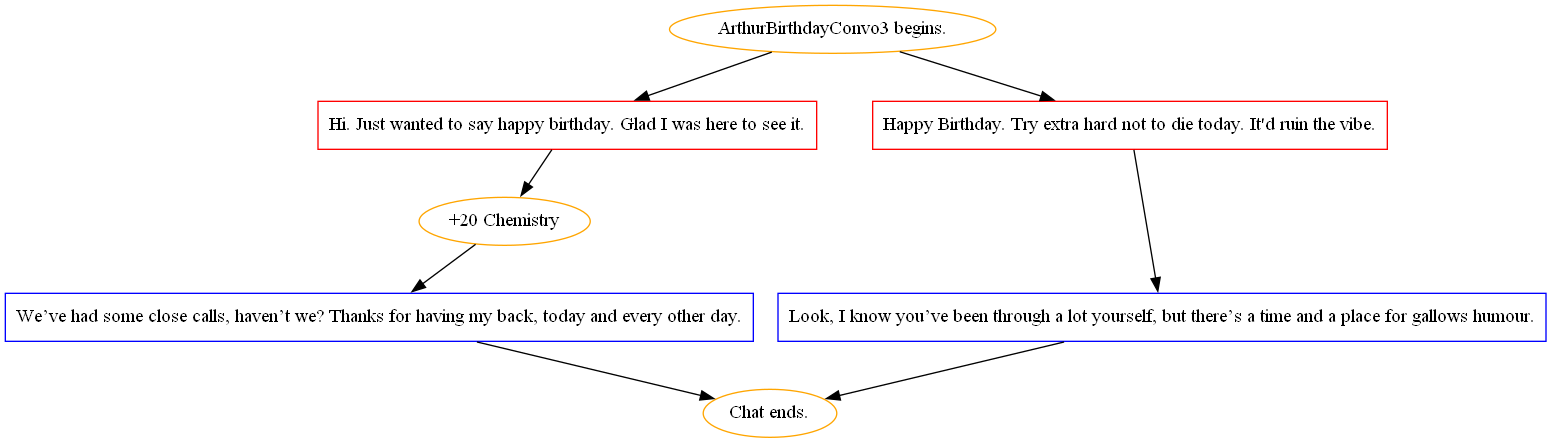 ArthurBirthdayConvo3 begins.
Hi. Just wanted to say happy birthday. Glad I was here to see it.
Happy Birthday. Try extra hard not to die today. It'd ruin the vibe.
+20 Chemistry
We’ve had some close calls, haven’t we? Thanks for having my back, today and every other day.
Look, I know you’ve been through a lot yourself, but there’s a time and a place for gallows humour.
Chat ends.